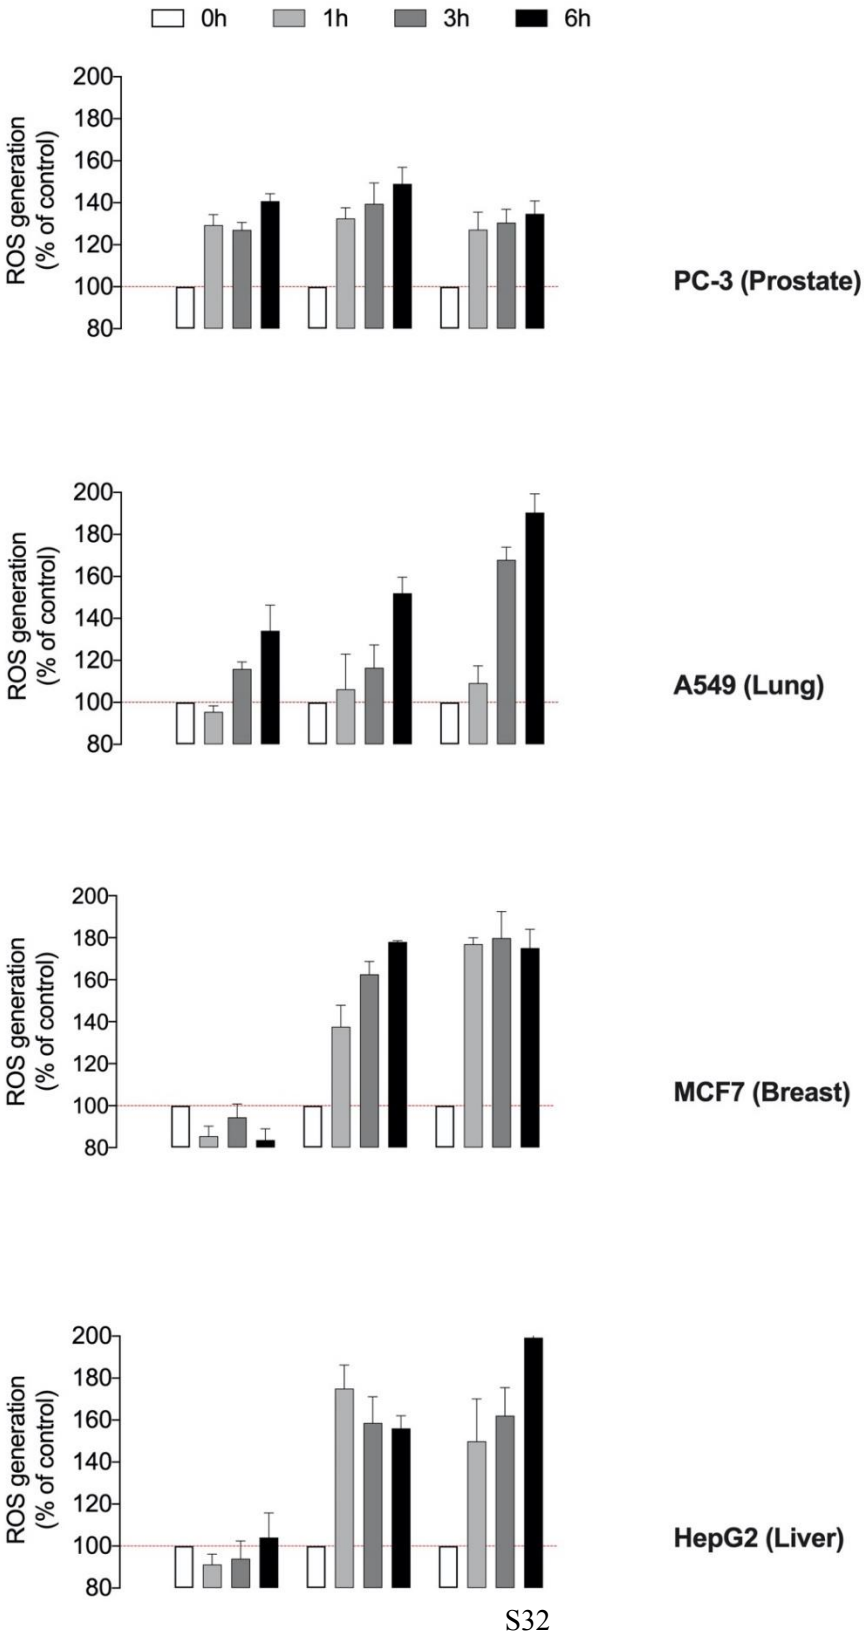 0h 1h 3h 6h
ROS generation
(% of control)
200
180
160
140
120
100
80
PC-3 (Prostate)
ROS generation
(% of control)
200
180
160
140
120
100
80
A549 (Lung)
ROS generation
(% of control)
200
180
160
140
120
100
80
MCF7 (Breast)
ROS generation
(% of control)
200
180
160
140
120
100
80
HepG2 (Liver)
S32